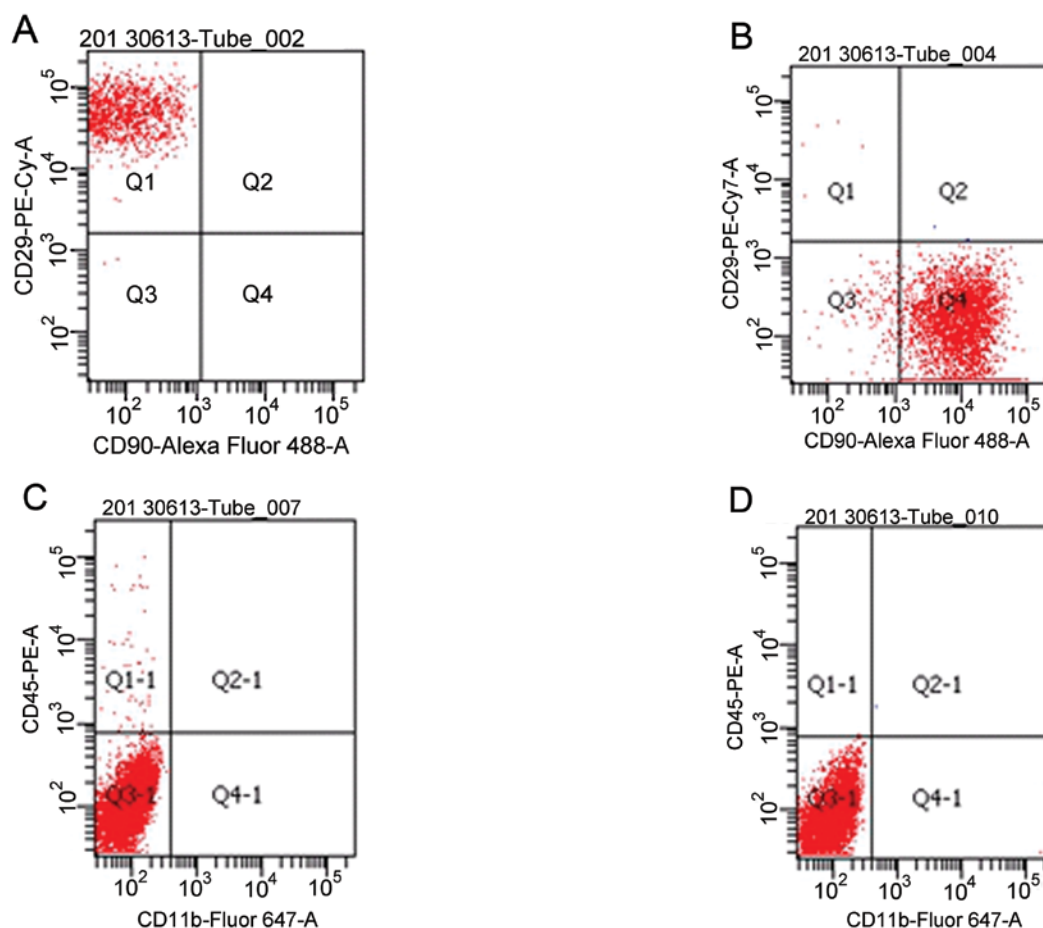 A
201 30613-Tube_002
CD29-PE-Cy-A
10^5
10^4
10^3
10^2
Q1
Q2
Q3
Q4
10^2 10^3 10^4 10^5
CD90-Alexa Fluor 488-A
B
201 30613-Tube_004
CD29-PE-Cy7-A
10^5
10^4
10^3
10^2
Q1
Q2
Q3
Q4
10^2 10^3 10^4 10^5
CD90-Alexa Fluor 488-A
C
201 30613-Tube_007
CD45-PE-A
10^5
10^4
10^3
10^2
Q1-1
Q2-1
Q3-1
Q4-1
10^2 10^3 10^4 10^5
CD11b-Fluor 647-A
D
201 30613-Tube_010
CD45-PE-A
10^5
10^4
10^3
10^2
Q1-1
Q2-1
Q3-1
Q4-1
10^2 10^3 10^4 10^5
CD11b-Fluor 647-A